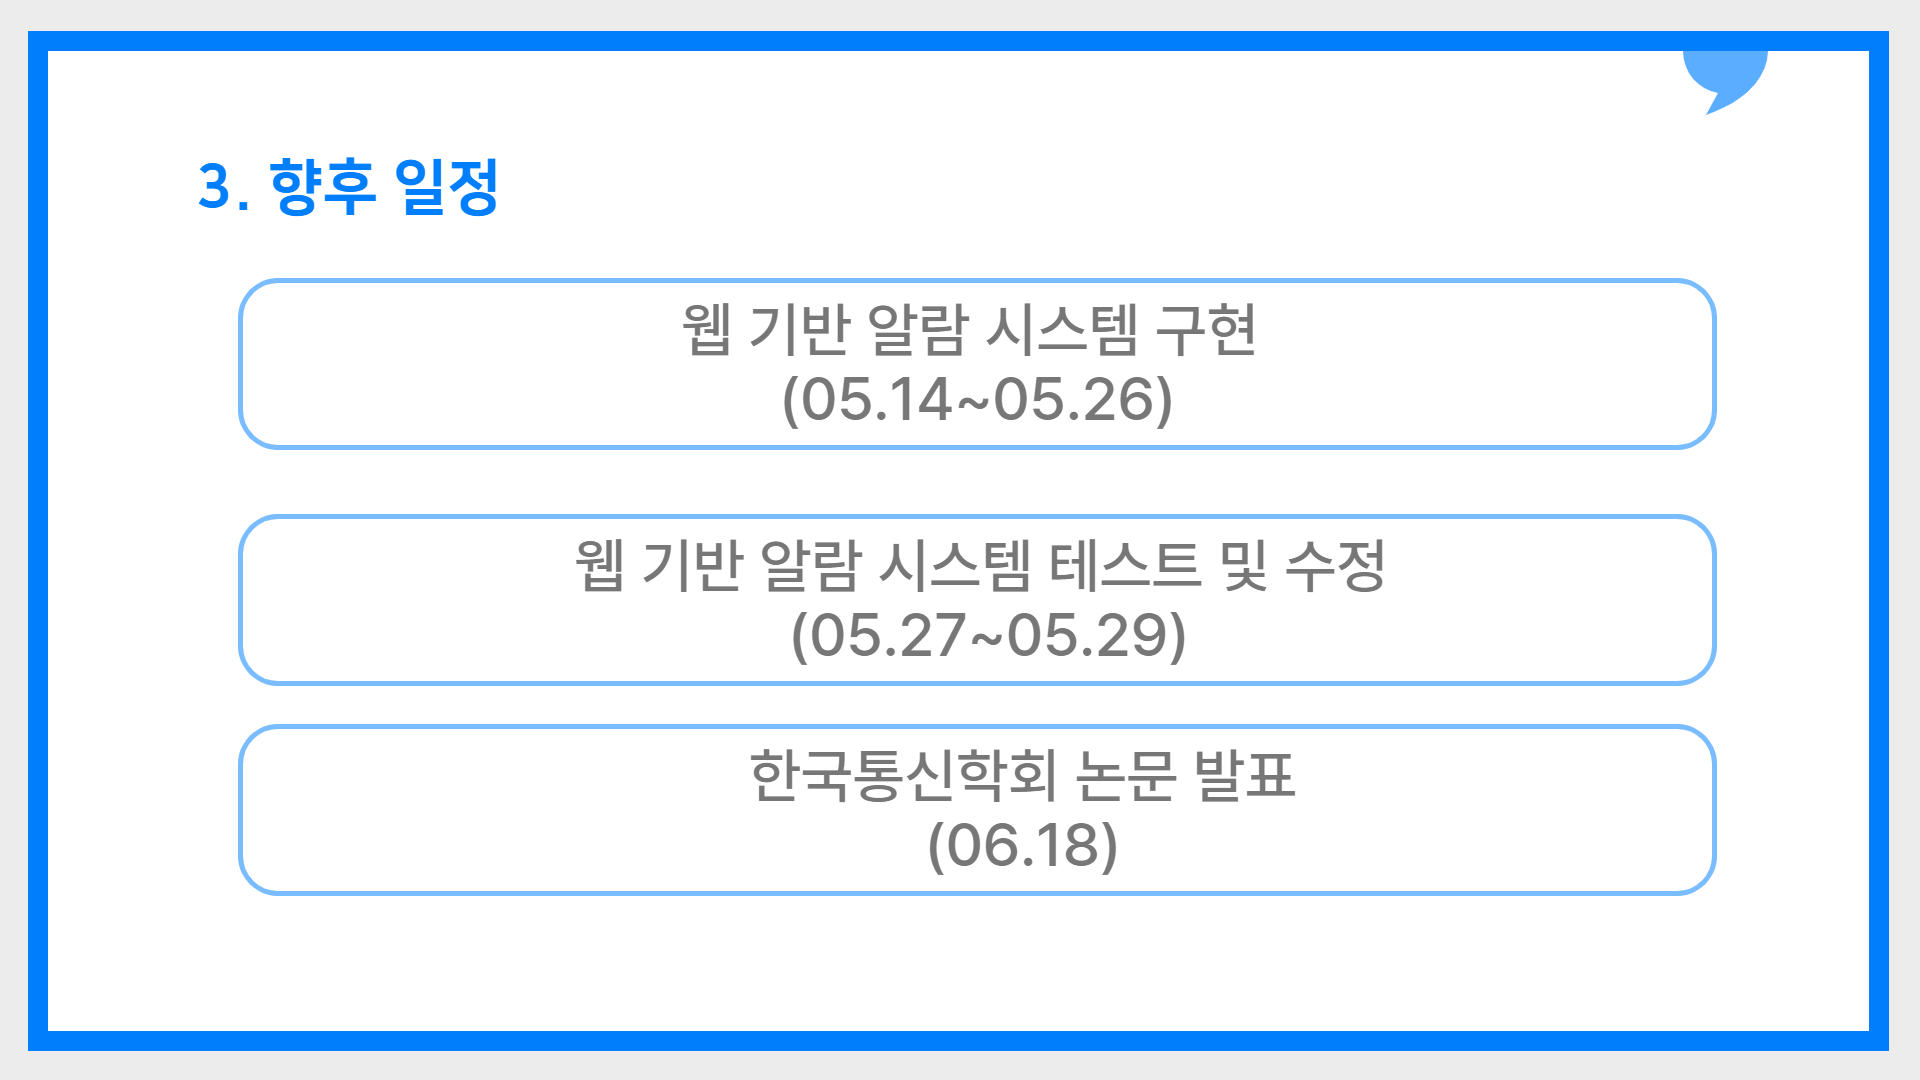 3. 향후 일정
웹 기반 알람 시스템 구현
(05.14~05.26)
웹 기반 알람 시스템 테스트 및 수정
(05.27~05.29)
한국통신학회 논문 발표
(06.18)